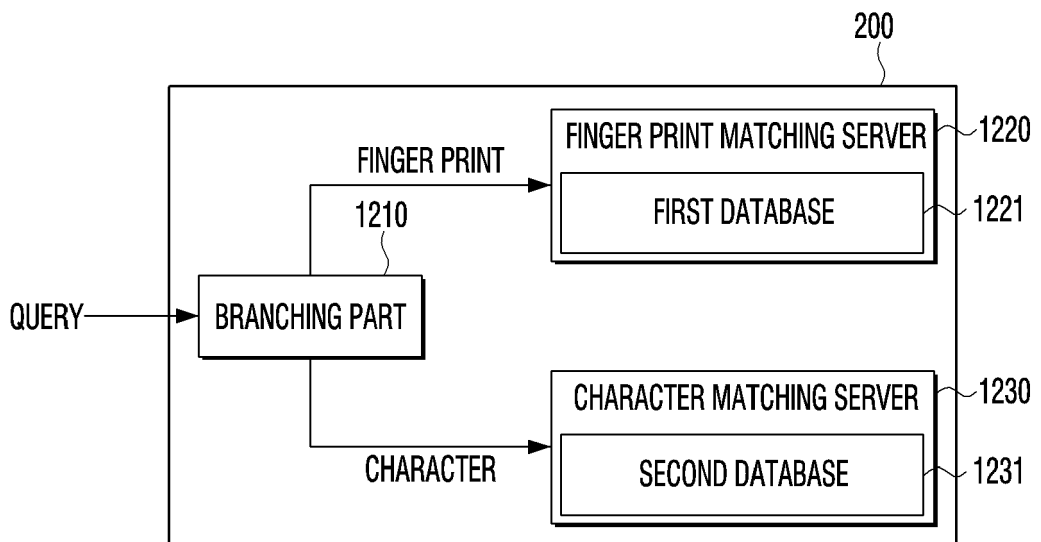 200
FINGER PRINT MATCHING SERVER
1220
FINGER PRINT
FIRST DATABASE
1221
1210
QUERY
BRANCHING PART
CHARACTER MATCHING SERVER
1230
CHARACTER
SECOND DATABASE
1231